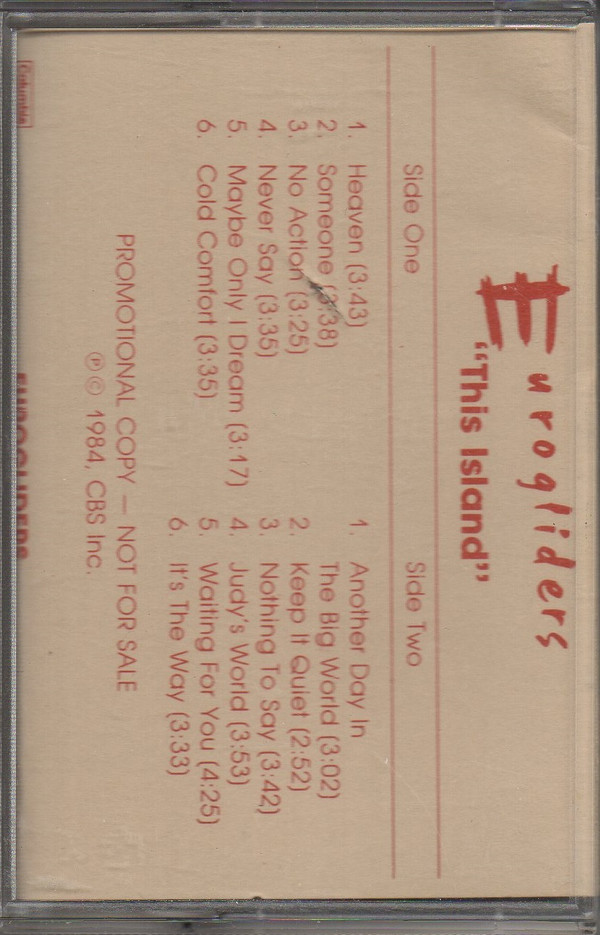 Eurogliders
"This Island"
Side One
1. Heaven (3:43)
2. Someone (3:38)
3. No Action (3:25)
4. Never Say (3:35)
5. Maybe Only I Dream (3:17)
6. Cold Comfort (3:35)
Side Two
1. Another Day In
The Big World (3:02)
2. Keep It Quiet (2:52)
3. Nothing To Say (3:42)
4. Judy's World (3:53)
5. Waiting For You (4:25)
6. It's The Way (3:33)
PROMOTIONAL COPY — NOT FOR SALE
℗ © 1984, CBS Inc.
Columbia
EUROGLIDERS